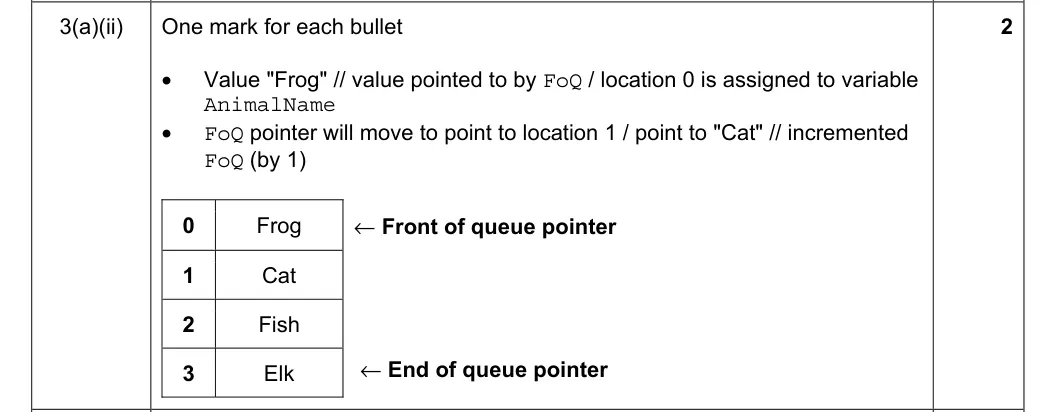 3(a)(ii) One mark for each bullet 2
• Value "Frog" // value pointed to by FoQ / location 0 is assigned to variable
AnimalName
• FoQ pointer will move to point to location 1 / point to "Cat" // incremented
FoQ (by 1)
0 Frog ← Front of queue pointer
1 Cat
2 Fish
3 Elk ← End of queue pointer